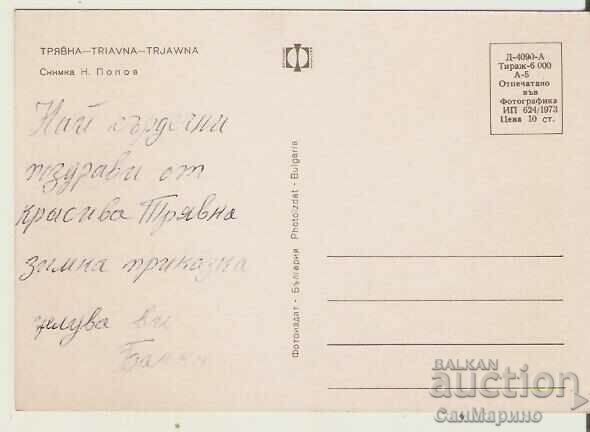 ТРЯВНА—TRIAVNA—TRJAWNA
Снимка Н. Попов
Най сърдечни
поздрави от
красива Трявна
зимна приказка
целува ви
Д-4090-А
Тираж-6 000
А-5
Отпечатано
във
Фотографика
ИП 624/1973
Цена 10 ст.
Фотоиздат - България Photoizdat - Bulgaria
BALKAN
auction
СанМарино